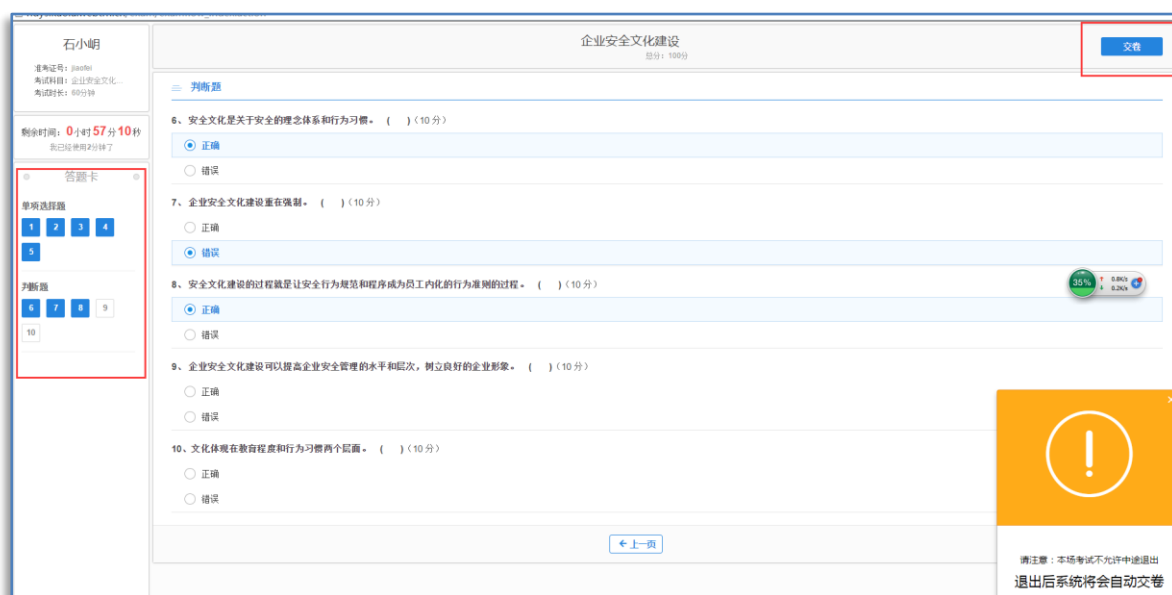 石小岄
准考证号：jiaofei
考试科目：企业安全文化...
考试时长：60分钟
剩余时间：0小时57分10秒
我已经使用2分钟了
答题卡
单项选择题
1 2 3 4
5
判断题
6 7 8 9
10
企业安全文化建设
总分：100分
交卷
判断题
6、安全文化是关于安全的理念体系和行为习惯。 （ ）（10分）
正确
错误
7、企业安全文化建设重在强制。 （ ）（10分）
正确
错误
8、安全文化建设的过程就是让安全行为规范和程序成为员工内化的行为准则的过程。 （ ）（10分）
正确
错误
9、企业安全文化建设可以提高企业安全管理的水平和层次，树立良好的企业形象。 （ ）（10分）
正确
错误
10、文化体现在教育程度和行为习惯两个层面。 （ ）（10分）
正确
错误
上一页
35%
0.8K/s
0.2K/s
请注意：本场考试不允许中途退出
退出后系统将会自动交卷